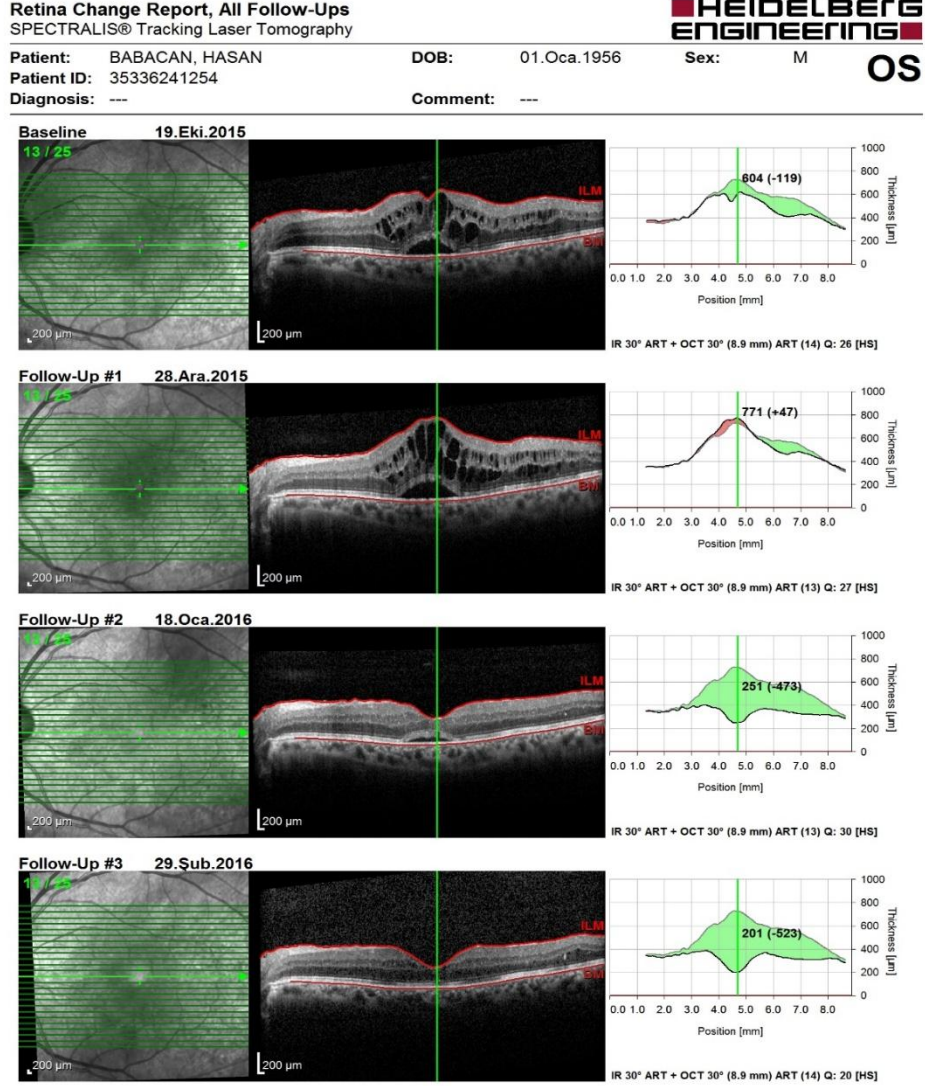 Retina Change Report, All Follow-Ups
SPECTRALIS® Tracking Laser Tomography
HEIDELBERG
ENGINEERING
Patient: BABACAN, HASAN DOB: 01.Oca.1956 Sex: M
OS
Patient ID: 35336241254
Diagnosis: --- Comment: ---
Baseline 19.Eki.2015
13 / 25
ILM
BM
200 µm
200 µm
604 (-119)
1000
800
600
400
200
0
Thickness [µm]
0.0 1.0 2.0 3.0 4.0 5.0 6.0 7.0 8.0
Position [mm]
IR 30° ART + OCT 30° (8.9 mm) ART (14) Q: 26 [HS]
Follow-Up #1 28.Ara.2015
13 / 25
ILM
BM
200 µm
200 µm
771 (+47)
1000
800
600
400
200
0
Thickness [µm]
0.0 1.0 2.0 3.0 4.0 5.0 6.0 7.0 8.0
Position [mm]
IR 30° ART + OCT 30° (8.9 mm) ART (13) Q: 27 [HS]
Follow-Up #2 18.Oca.2016
13 / 25
ILM
BM
200 µm
200 µm
251 (-473)
1000
800
600
400
200
0
Thickness [µm]
0.0 1.0 2.0 3.0 4.0 5.0 6.0 7.0 8.0
Position [mm]
IR 30° ART + OCT 30° (8.9 mm) ART (13) Q: 30 [HS]
Follow-Up #3 29.Şub.2016
13 / 25
ILM
BM
200 µm
200 µm
201 (-523)
1000
800
600
400
200
0
Thickness [µm]
0.0 1.0 2.0 3.0 4.0 5.0 6.0 7.0 8.0
Position [mm]
IR 30° ART + OCT 30° (8.9 mm) ART (14) Q: 20 [HS]